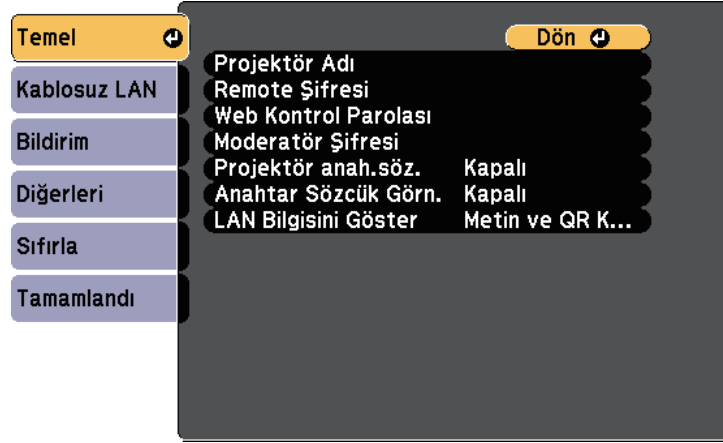 Temel
Kablosuz LAN
Bildirim
Diğerleri
Sıfırla
Tamamlandı
Dön
Projektör Adı
Remote Şifresi
Web Kontrol Parolası
Moderatör Şifresi
Projektör anah.söz. Kapalı
Anahtar Sözcük Görn. Kapalı
LAN Bilgisini Göster Metin ve QR K...